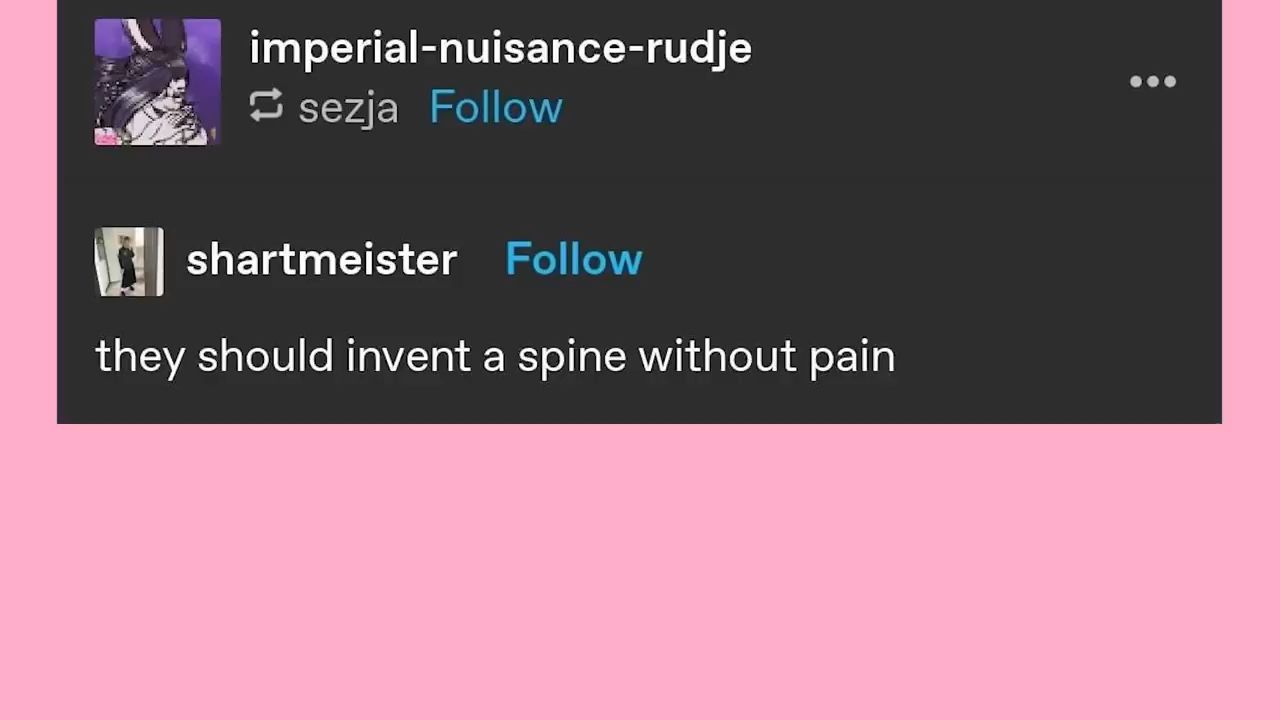 imperial-nuisance-rudje
sezja Follow
shartmeister Follow
they should invent a spine without pain